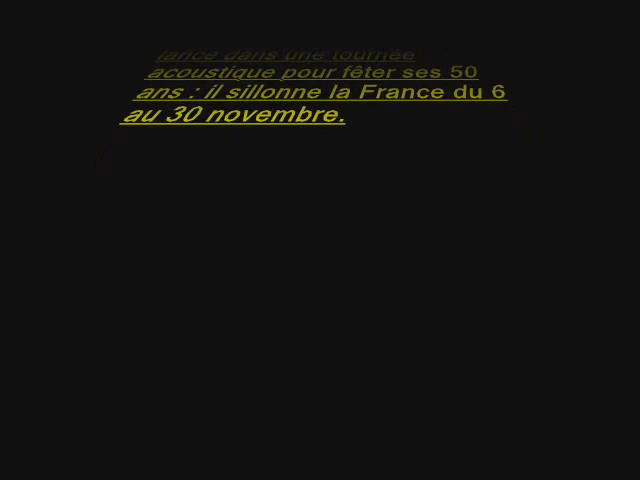 lance dans une tournée
acoustique pour fêter ses 50
ans : il sillonne la France du 6
au 30 novembre.